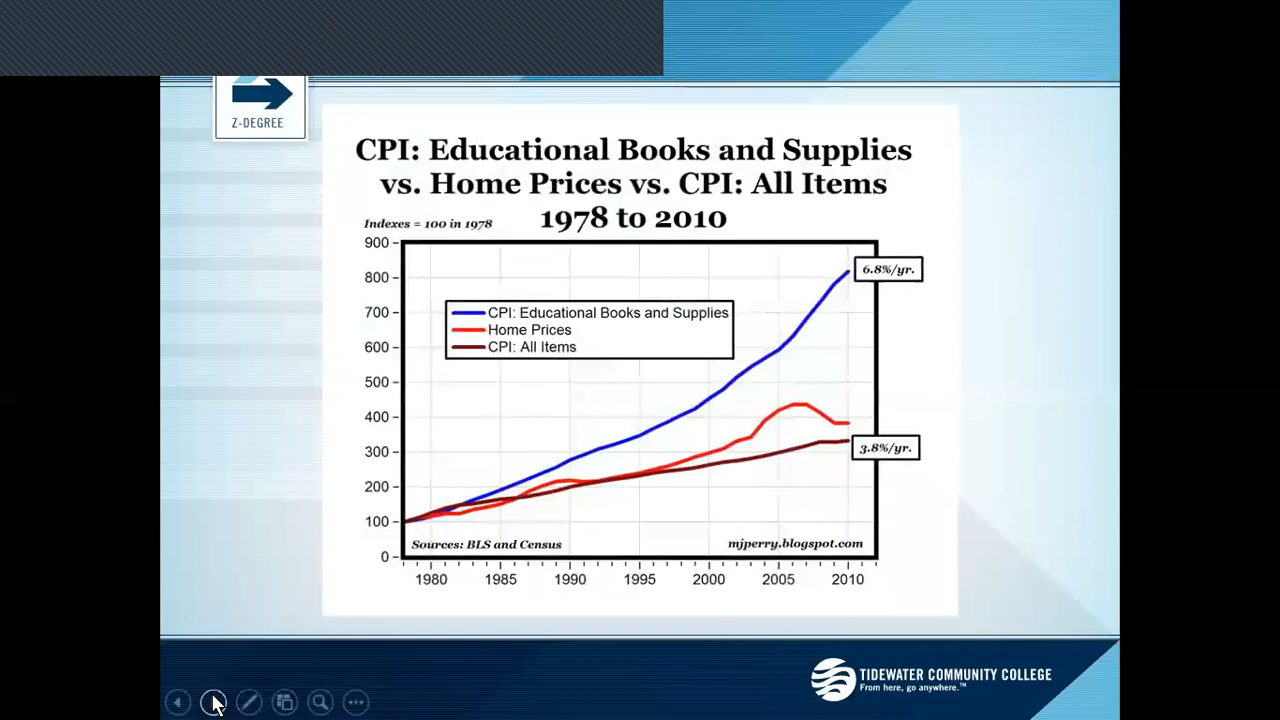 Z-DEGREE
CPI: Educational Books and Supplies
vs. Home Prices vs. CPI: All Items
1978 to 2010
Indexes = 100 in 1978
900
800
700
600
500
400
300
200
100
0
6.8%/yr.
CPI: Educational Books and Supplies
Home Prices
CPI: All Items
3.8%/yr.
Sources: BLS and Census
mjperry.blogspot.com
1980 1985 1990 1995 2000 2005 2010
TIDEWATER COMMUNITY COLLEGE
From here, go anywhere.™